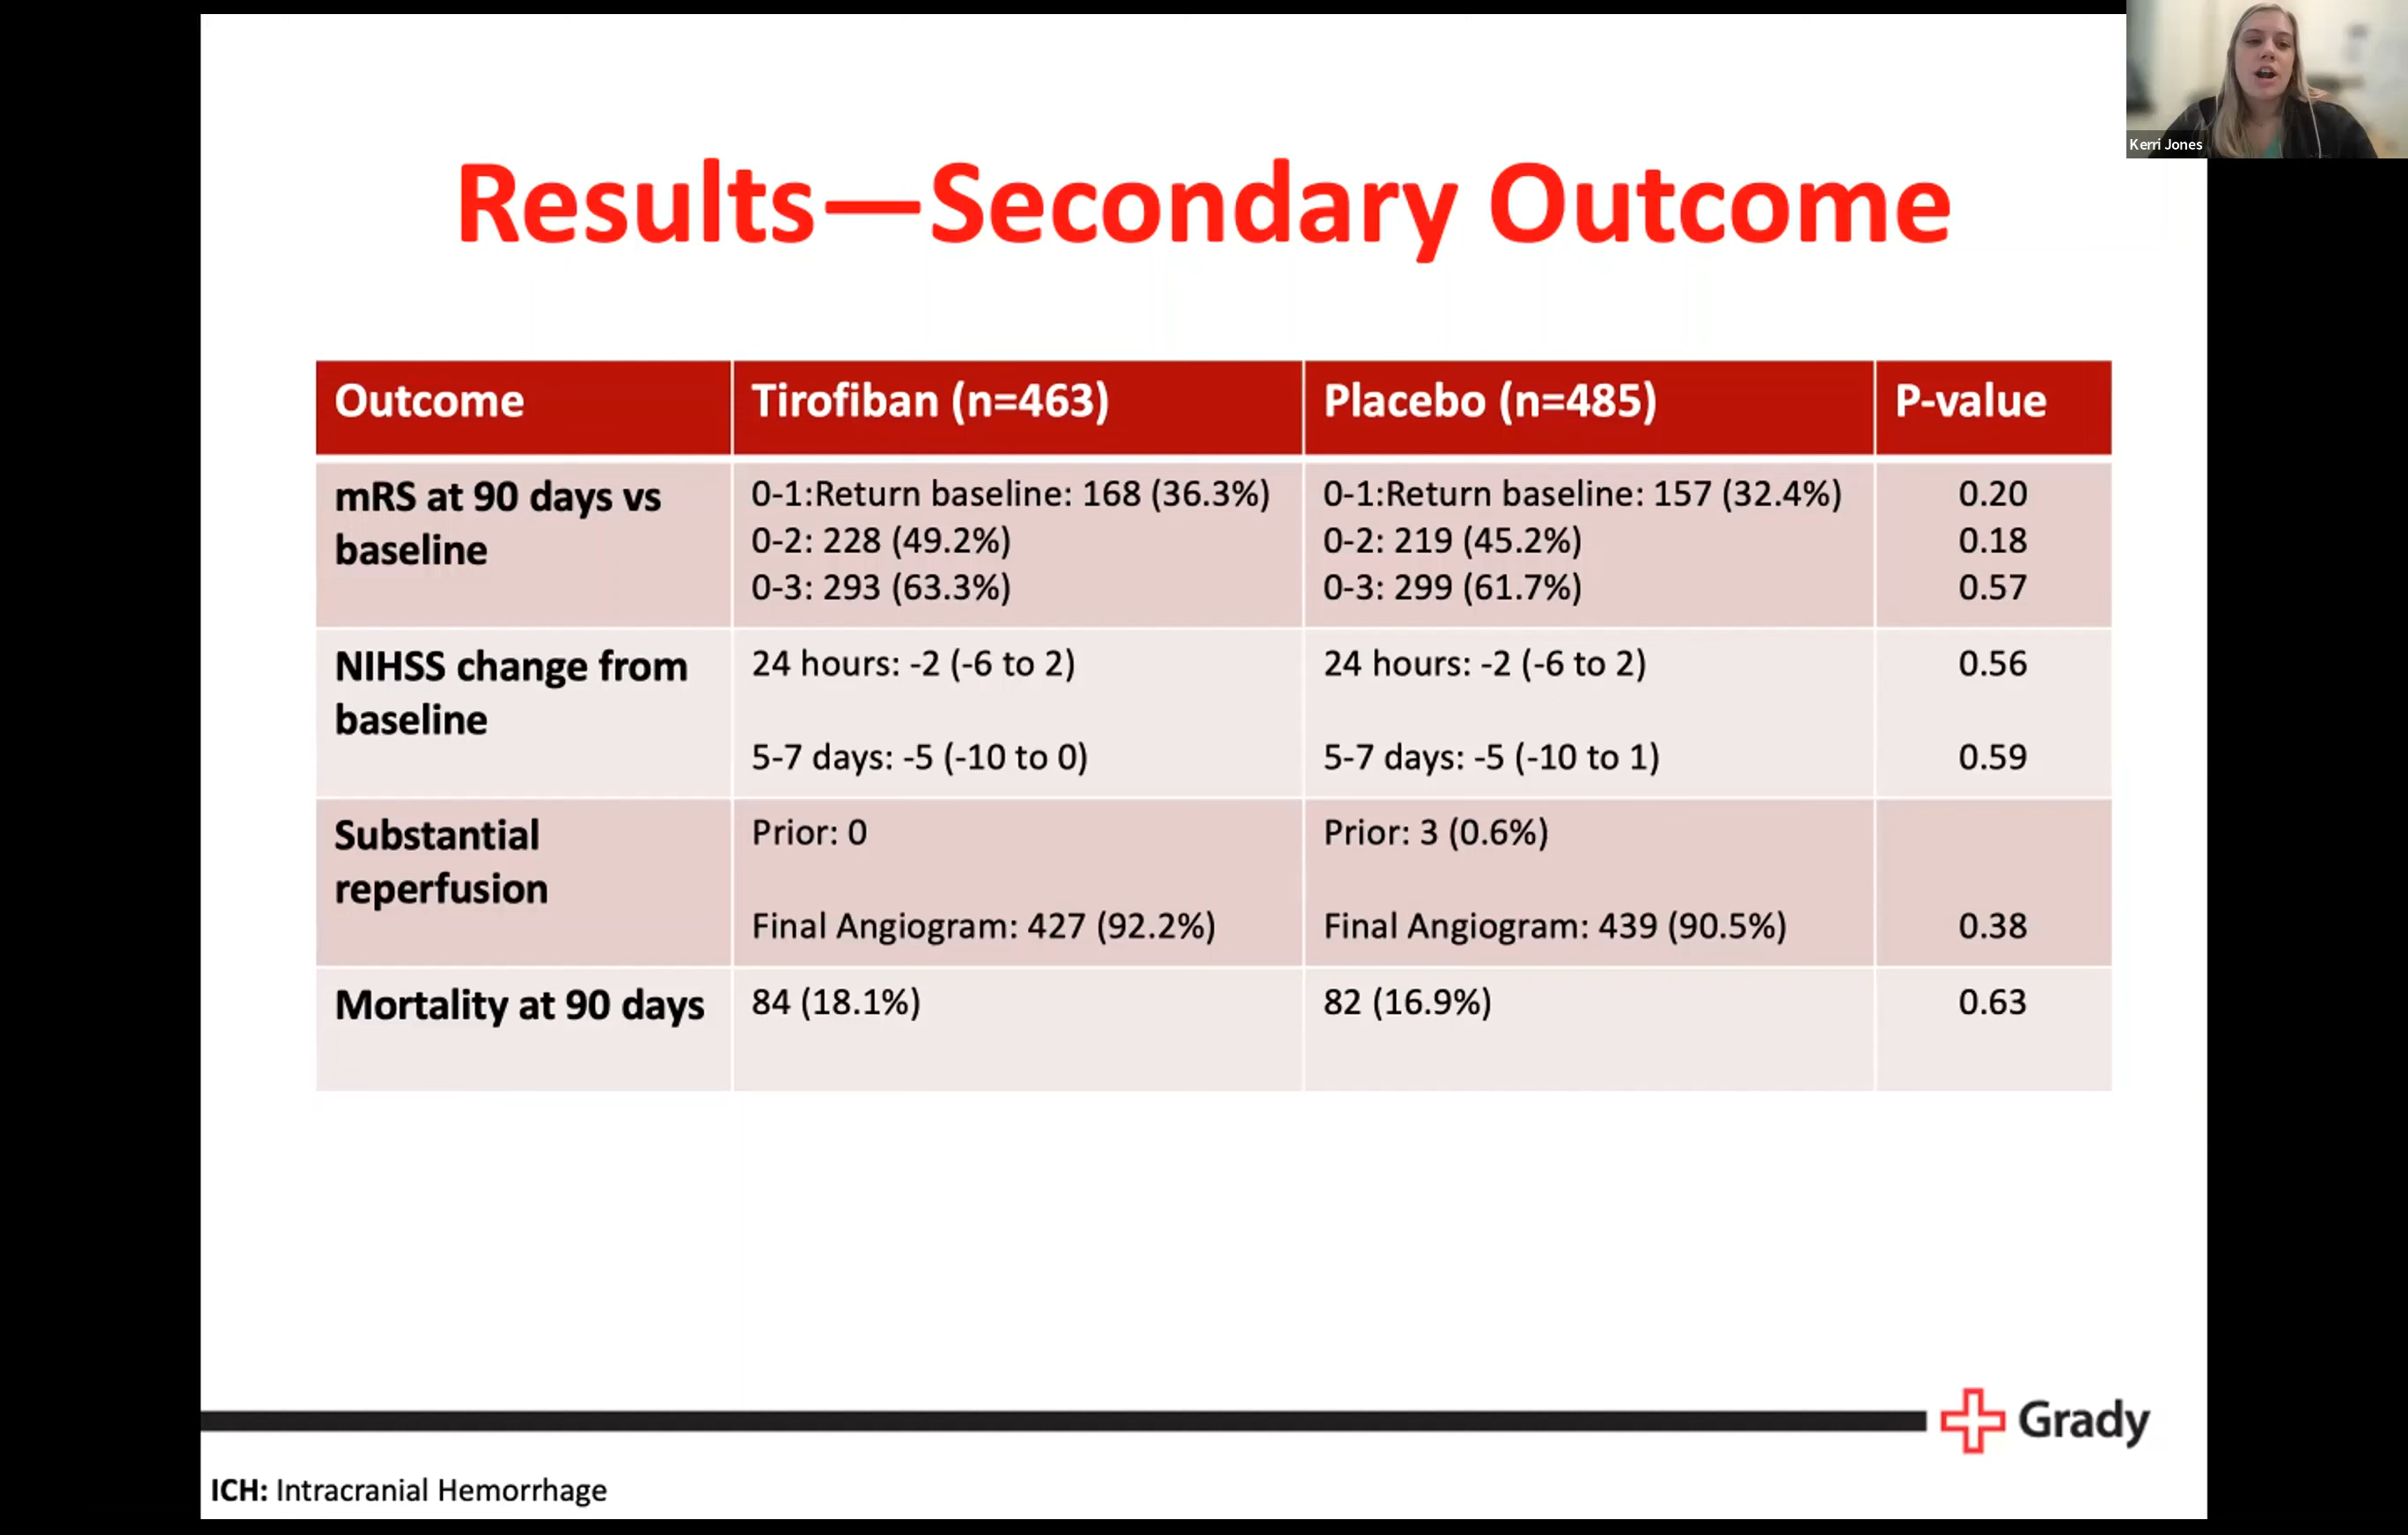 Kerri Jones
Results—Secondary Outcome
Outcome Tirofiban (n=463) Placebo (n=485) P-value
mRS at 90 days vs baseline
0-1:Return baseline: 168 (36.3%) 0-1:Return baseline: 157 (32.4%) 0.20
0-2: 228 (49.2%) 0-2: 219 (45.2%) 0.18
0-3: 293 (63.3%) 0-3: 299 (61.7%) 0.57
NIHSS change from baseline
24 hours: -2 (-6 to 2) 24 hours: -2 (-6 to 2) 0.56
5-7 days: -5 (-10 to 0) 5-7 days: -5 (-10 to 1) 0.59
Substantial reperfusion
Prior: 0 Prior: 3 (0.6%)
Final Angiogram: 427 (92.2%) Final Angiogram: 439 (90.5%) 0.38
Mortality at 90 days 84 (18.1%) 82 (16.9%) 0.63
Grady
ICH: Intracranial Hemorrhage